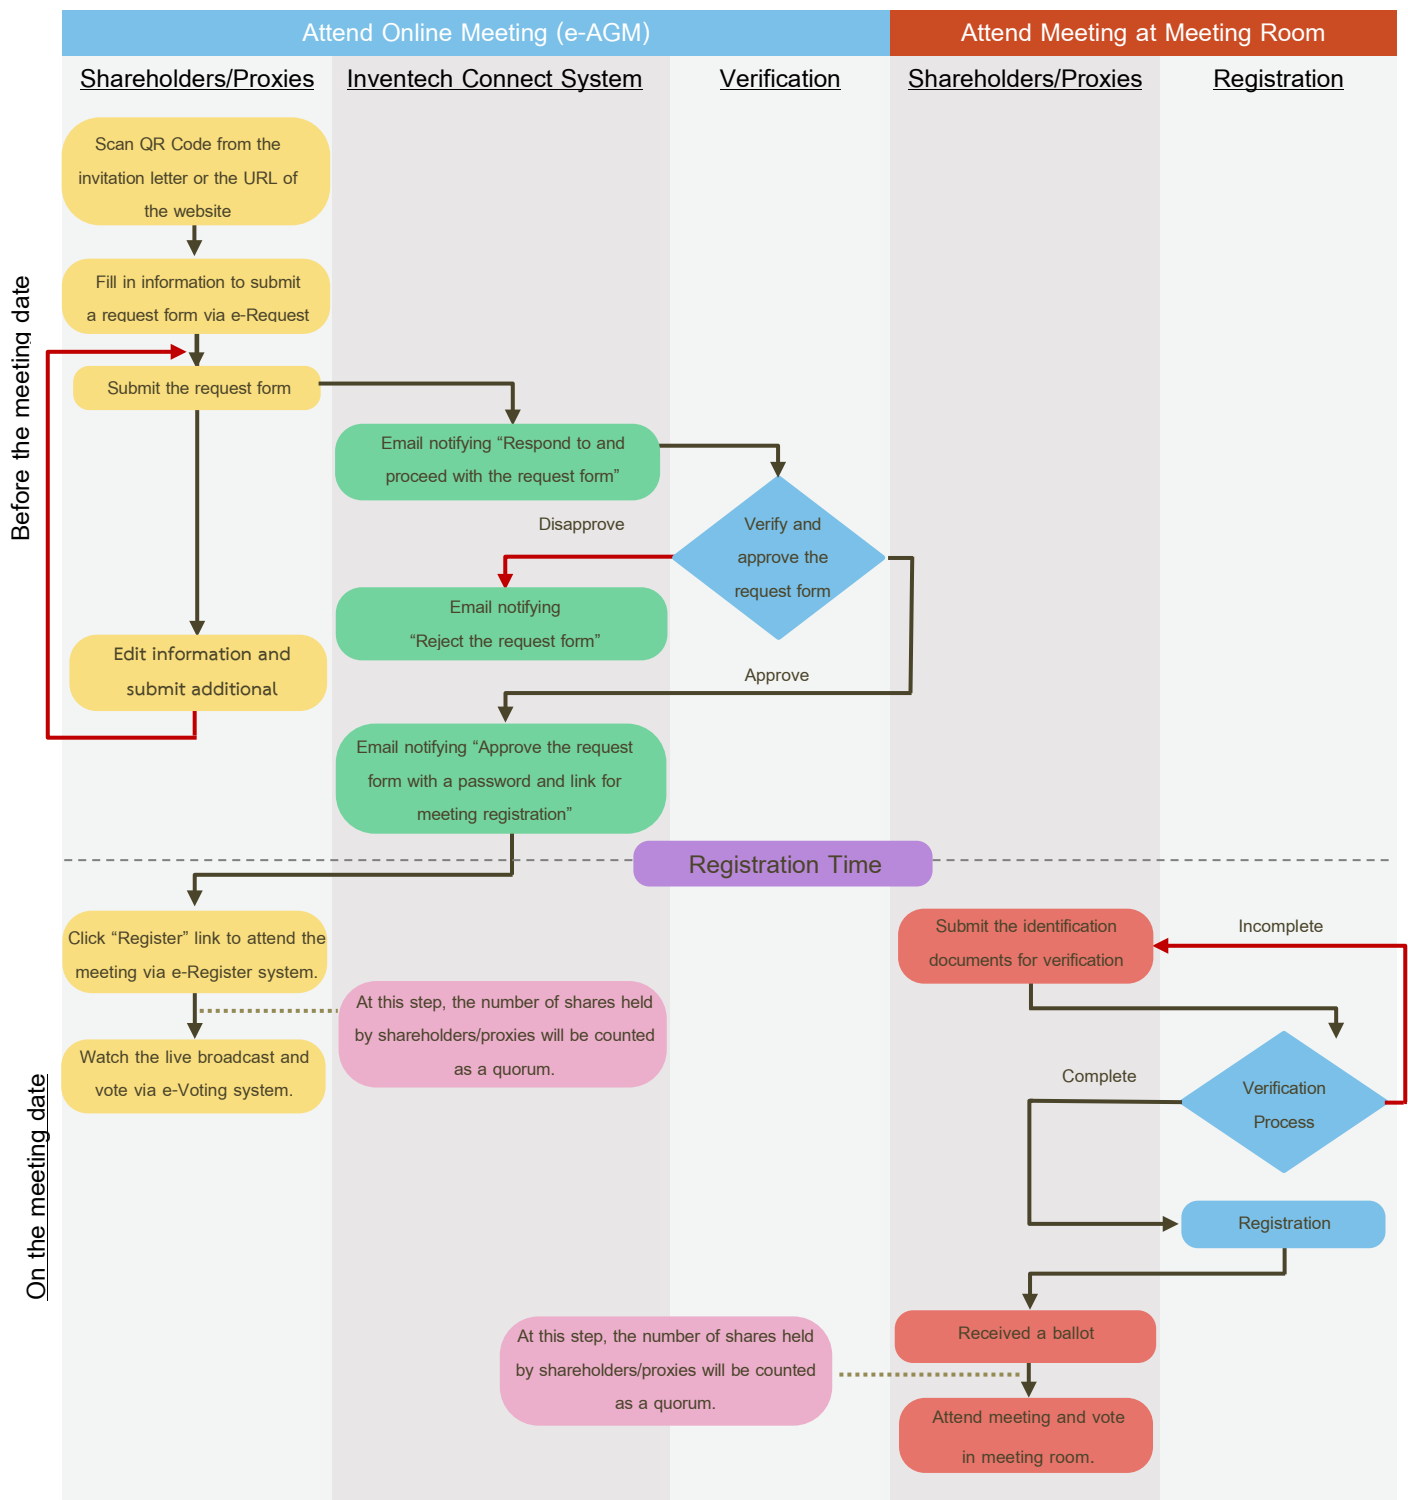 Attend Online Meeting (e-AGM)
Attend Meeting at Meeting Room
Shareholders/Proxies
Inventech Connect System
Verification
Shareholders/Proxies
Registration
Before the meeting date
Scan QR Code from the
invitation letter or the URL of
the website
Fill in information to submit
a request form via e-Request
Submit the request form
Email notifying “Respond to and
proceed with the request form”
Disapprove
Verify and
approve the
request form
Email notifying
“Reject the request form”
Edit information and
submit additional
Approve
Email notifying “Approve the request
form with a password and link for
meeting registration”
Registration Time
On the meeting date
Click “Register” link to attend the
meeting via e-Register system.
At this step, the number of shares held
by shareholders/proxies will be counted
as a quorum.
Watch the live broadcast and
vote via e-Voting system.
Submit the identification
documents for verification
Incomplete
Complete
Verification
Process
Registration
Received a ballot
At this step, the number of shares held
by shareholders/proxies will be counted
as a quorum.
Attend meeting and vote
in meeting room.